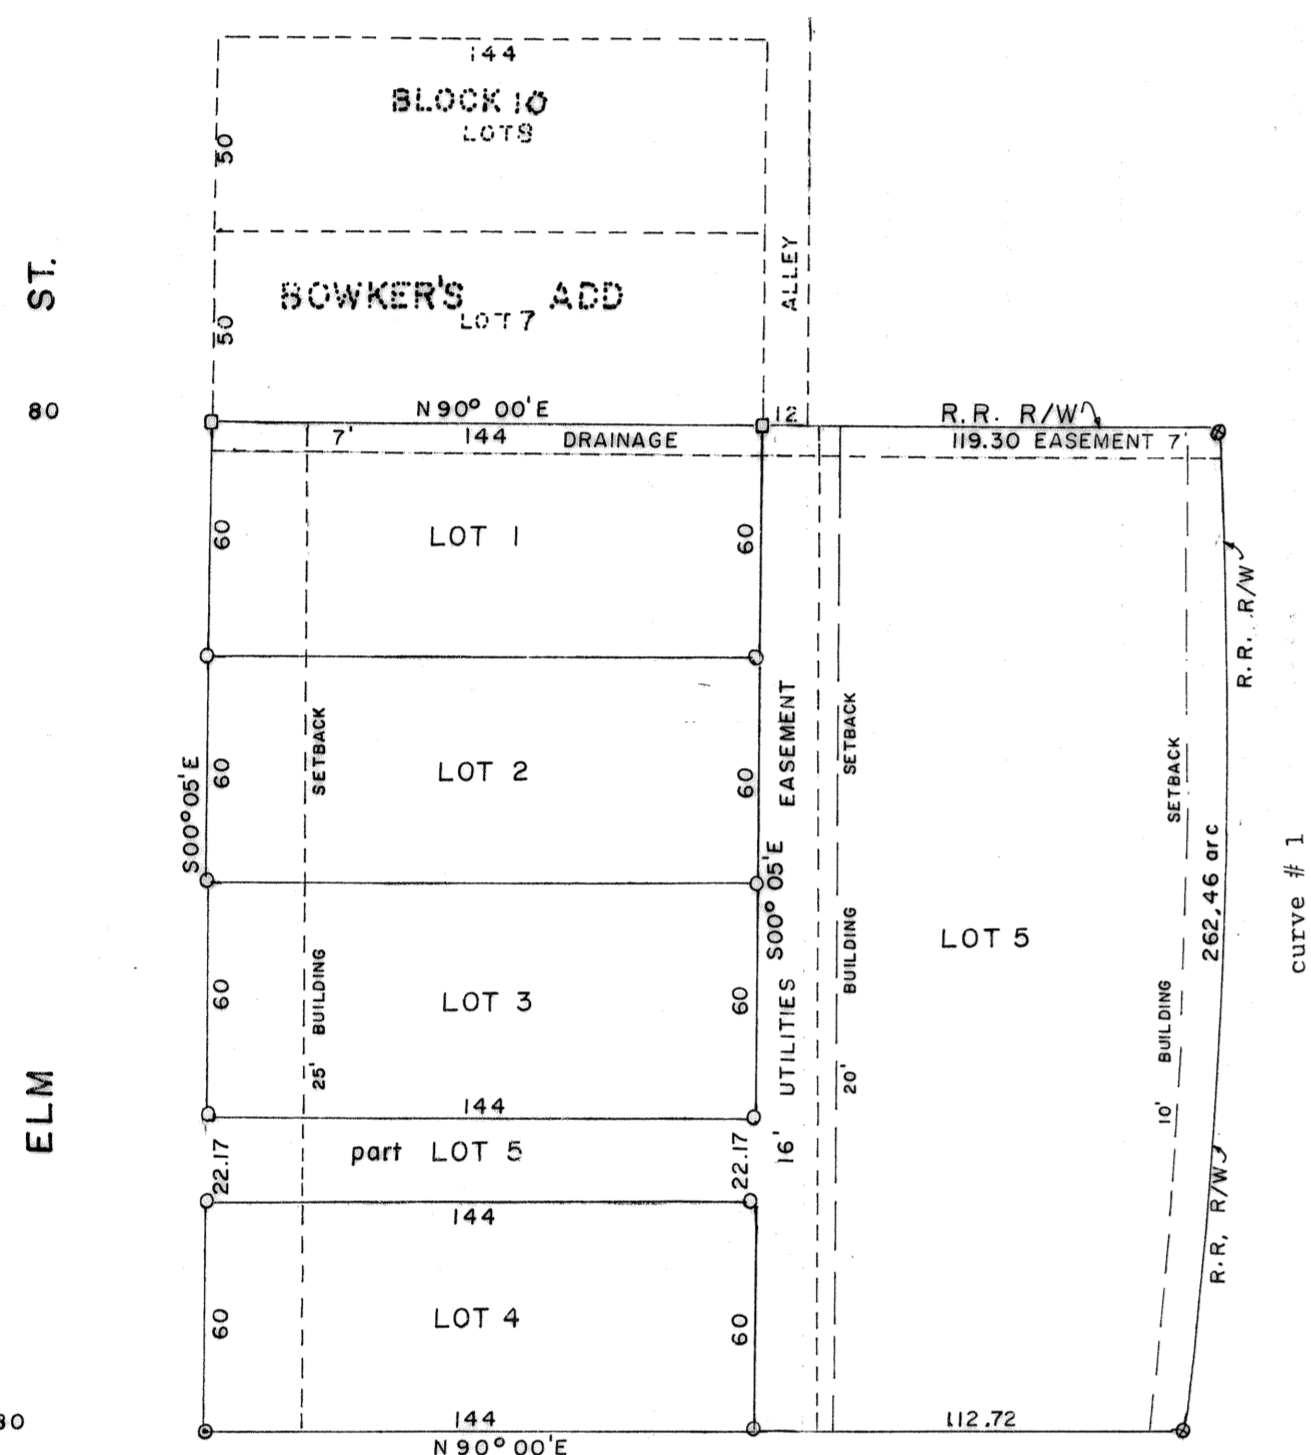 144
BLOCK 10
LOT 8
50
BOWKER'S ADD
LOT 7
50
ALLEY
ST.
80
N 90° 00' E
12
R.R. R/W
7'
144
DRAINAGE
119.30 EASEMENT 7'
60
LOT 1
60
R.R. R/W
S00° 05' E
60
SETBACK
LOT 2
60
EASEMENT
SETBACK
SETBACK
S00° 05' E
262.46 arc
curve # 1
LOT 5
60
25' BUILDING
LOT 3
60
UTILITIES
20' BUILDING
10' BUILDING
ELM
144
22.17
part LOT 5
22.17
16'
144
R.R. R/W
60
LOT 4
60
144
112.72
N 90° 00' E